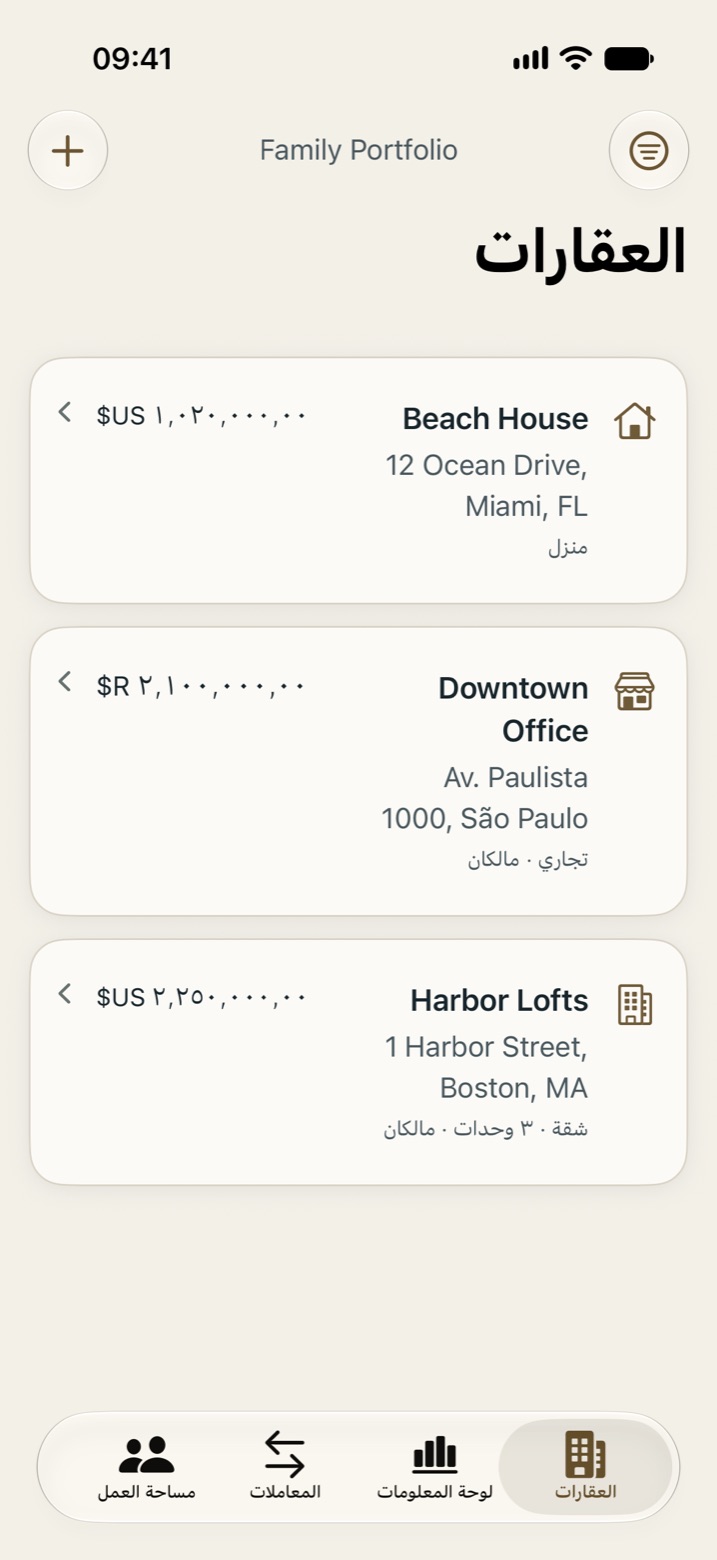 09:41
Family Portfolio
العقارات
Beach House
١,٠٢٠,٠٠٠,٠٠ US$
12 Ocean Drive,
Miami, FL
منزل
Downtown
Office
٢,١٠٠,٠٠٠,٠٠ R$
Av. Paulista
1000, São Paulo
تجاري · مالكان
Harbor Lofts
٢,٢٥٠,٠٠٠,٠٠ US$
1 Harbor Street,
Boston, MA
شقة · ٣ وحدات · مالكان
العقارات
لوحة المعلومات
المعاملات
مساحة العمل